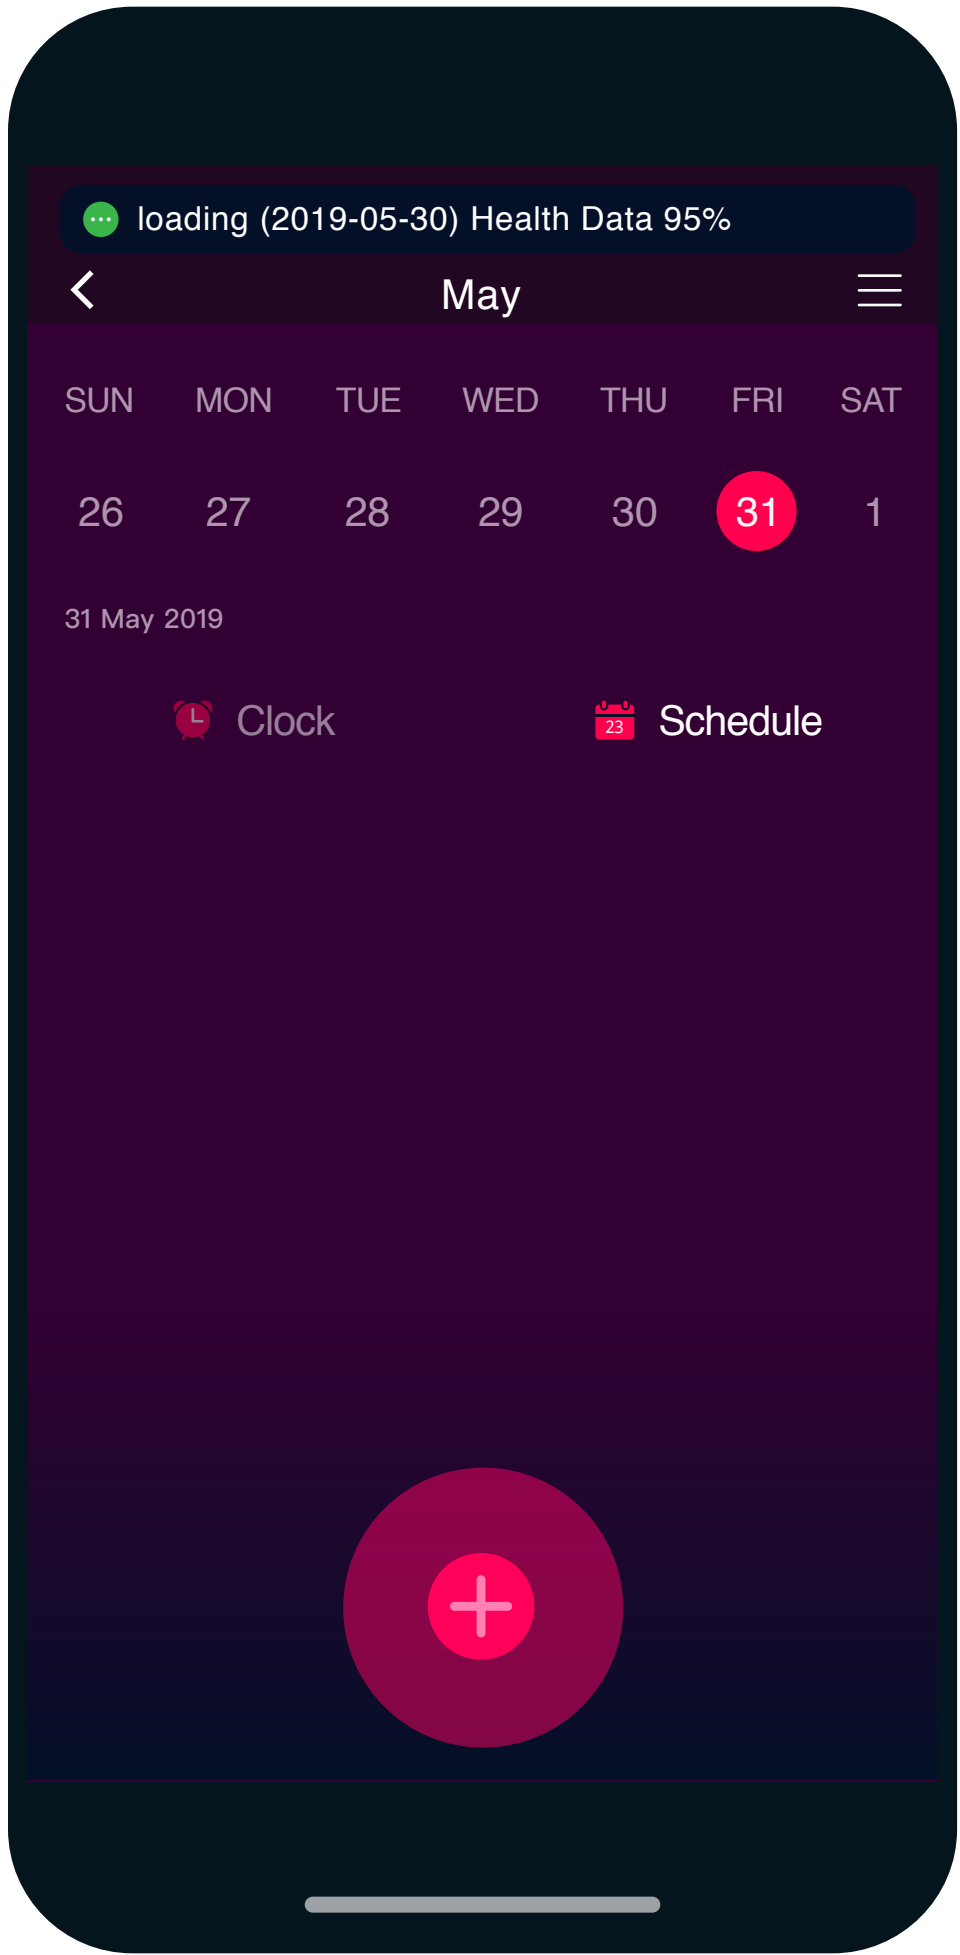 loading (2019-05-30) Health Data 95%
May
SUN MON TUE WED THU FRI SAT
26 27 28 29 30 31 1
31 May 2019
Clock 23 Schedule